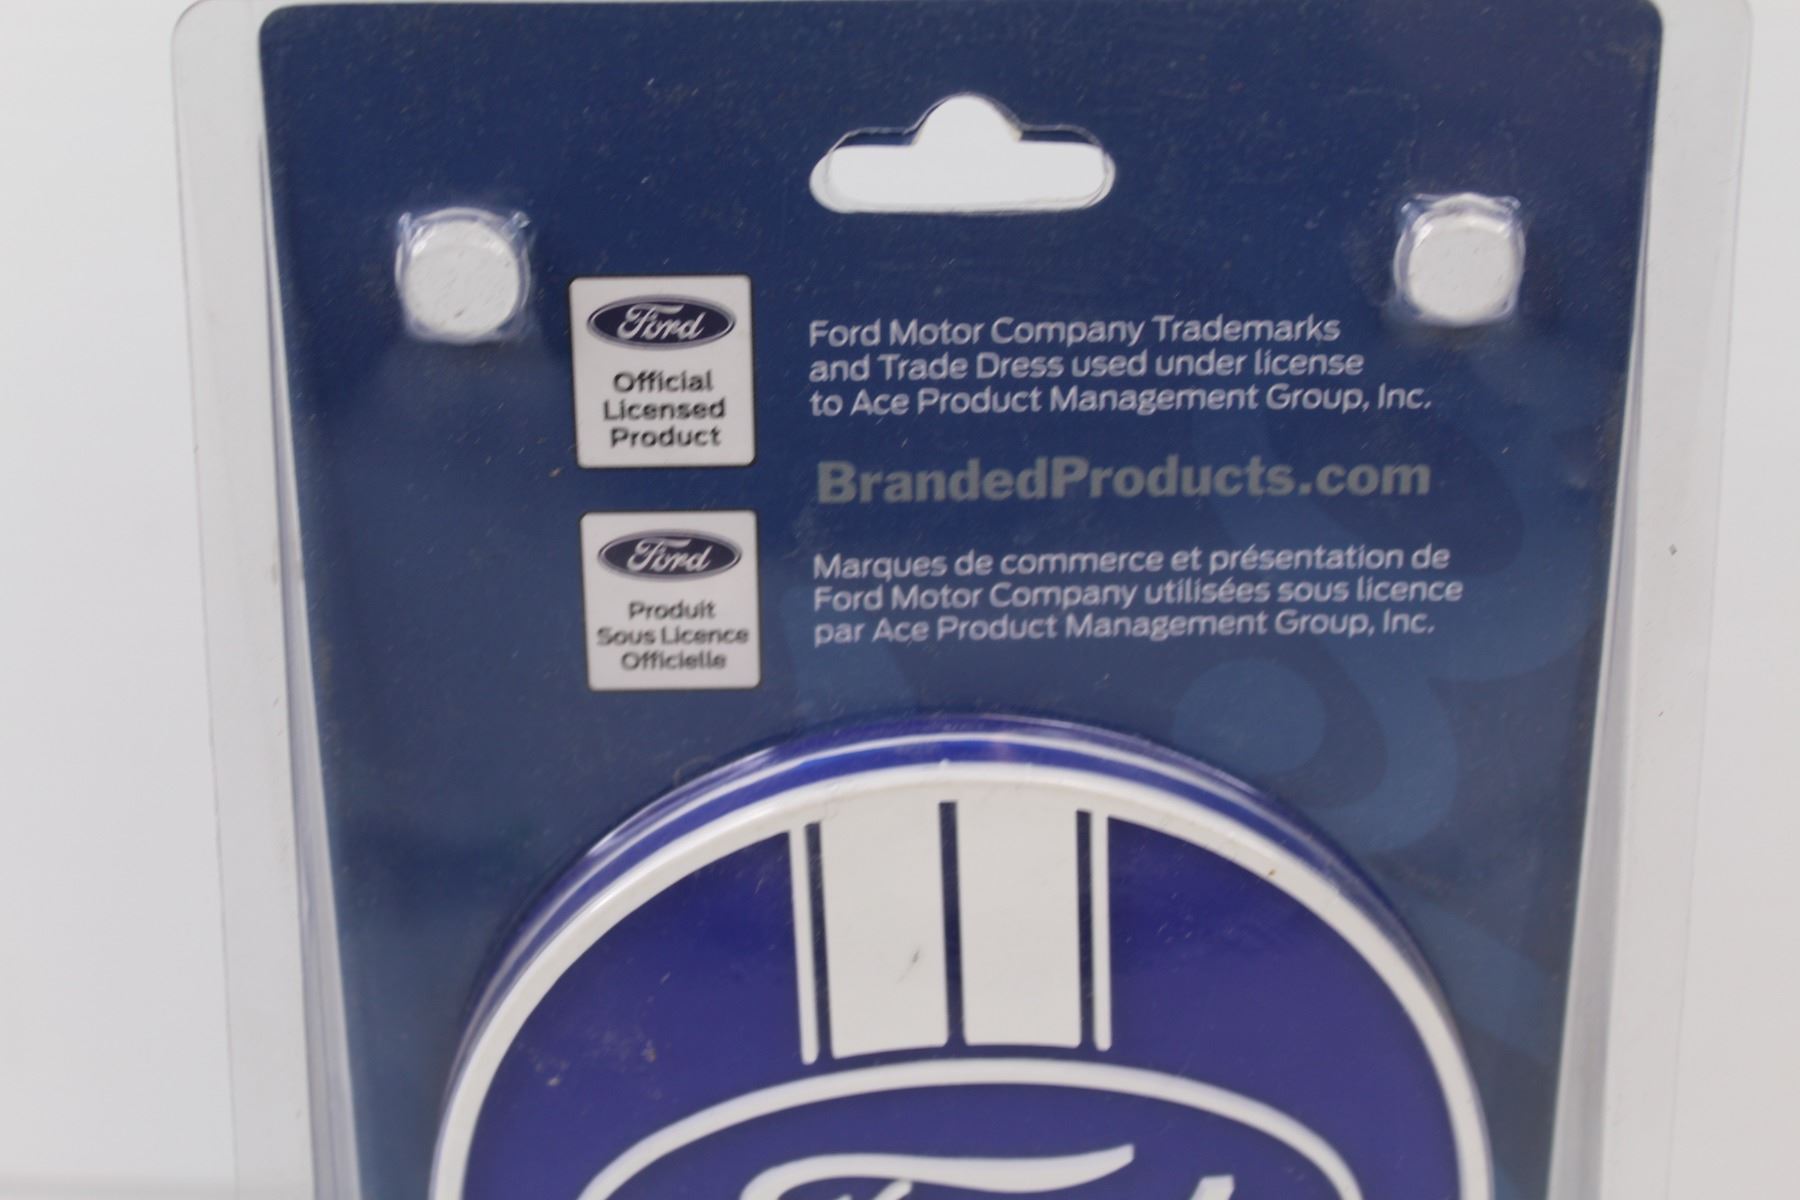 Ford
Official
Licensed
Product
Ford Motor Company Trademarks
and Trade Dress used under license
to Ace Product Management Group, Inc.
BrandedProducts.com
Ford
Produit
Sous Licence
Officielle
Marques de commerce et présentation de
Ford Motor Company utilisées sous licence
par Ace Product Management Group, Inc.
Ford